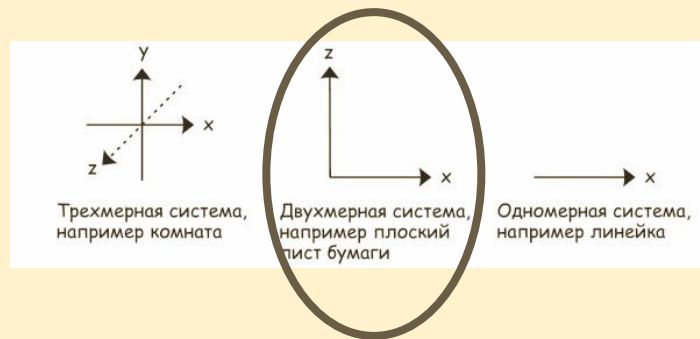 y
x
z
Трехмерная система,
например комната
z
x
Двухмерная система,
например плоский
лист бумаги
x
Одномерная система,
например линейка